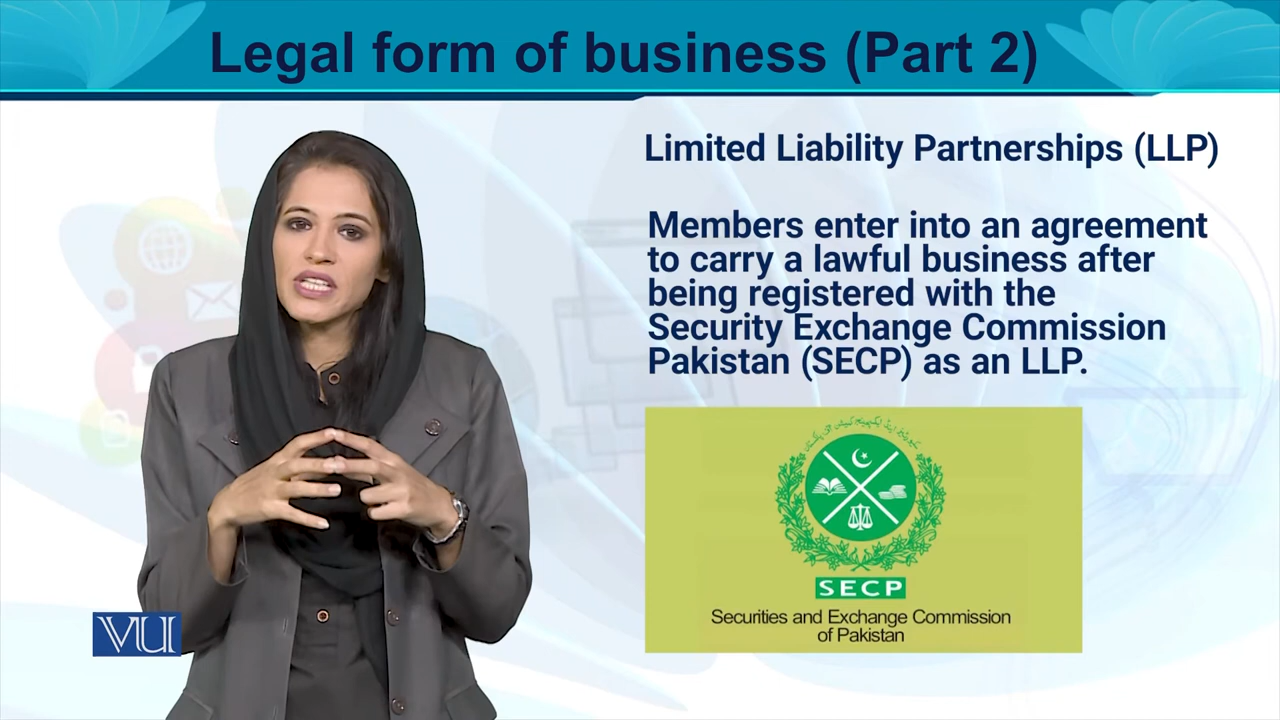 Legal form of business (Part 2)
Limited Liability Partnerships (LLP)
Members enter into an agreement
to carry a lawful business after
being registered with the
Security Exchange Commission
Pakistan (SECP) as an LLP.
SECP
Securities and Exchange Commission
of Pakistan
VU